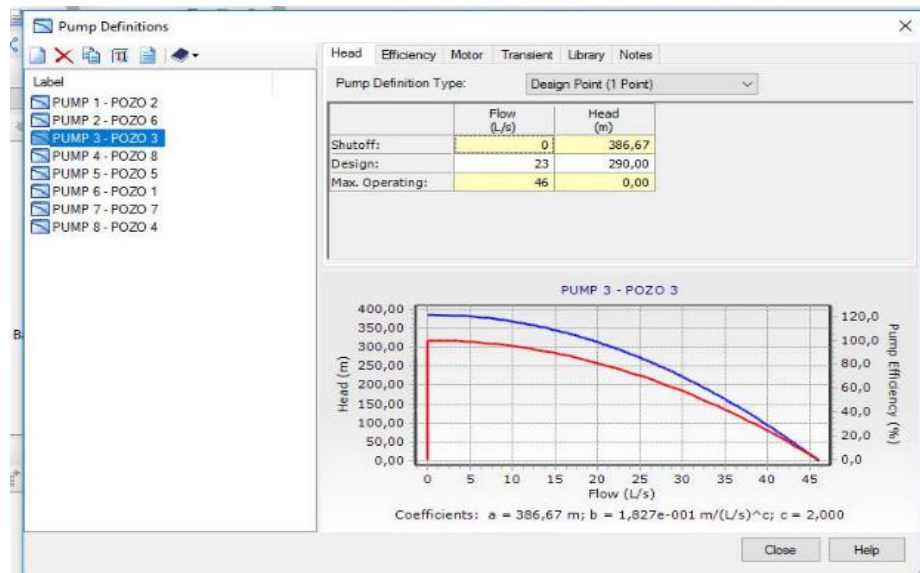 Pump Definitions
Label
PUMP 1 - POZO 2
PUMP 2 - POZO 6
PUMP 3 - POZO 3
PUMP 4 - POZO 8
PUMP 5 - POZO 5
PUMP 6 - POZO 1
PUMP 7 - POZO 7
PUMP 8 - POZO 4
Head Efficiency Motor Transient Library Notes
Pump Definition Type: Design Point (1 Point)
Flow (L/s) Head (m)
Shutoff: 0 386,67
Design: 23 290,00
Max. Operating: 46 0,00
PUMP 3 - POZO 3
Head (m)
400,00
350,00
300,00
250,00
200,00
150,00
100,00
50,00
0,00
120,0
100,0
80,0
60,0
40,0
20,0
0,0
Pump Efficiency (%)
0 5 10 15 20 25 30 35 40 45
Flow (L/s)
Coefficients: a = 386,67 m; b = 1,827e-001 m/(L/s)^c; c = 2,000
Close Help